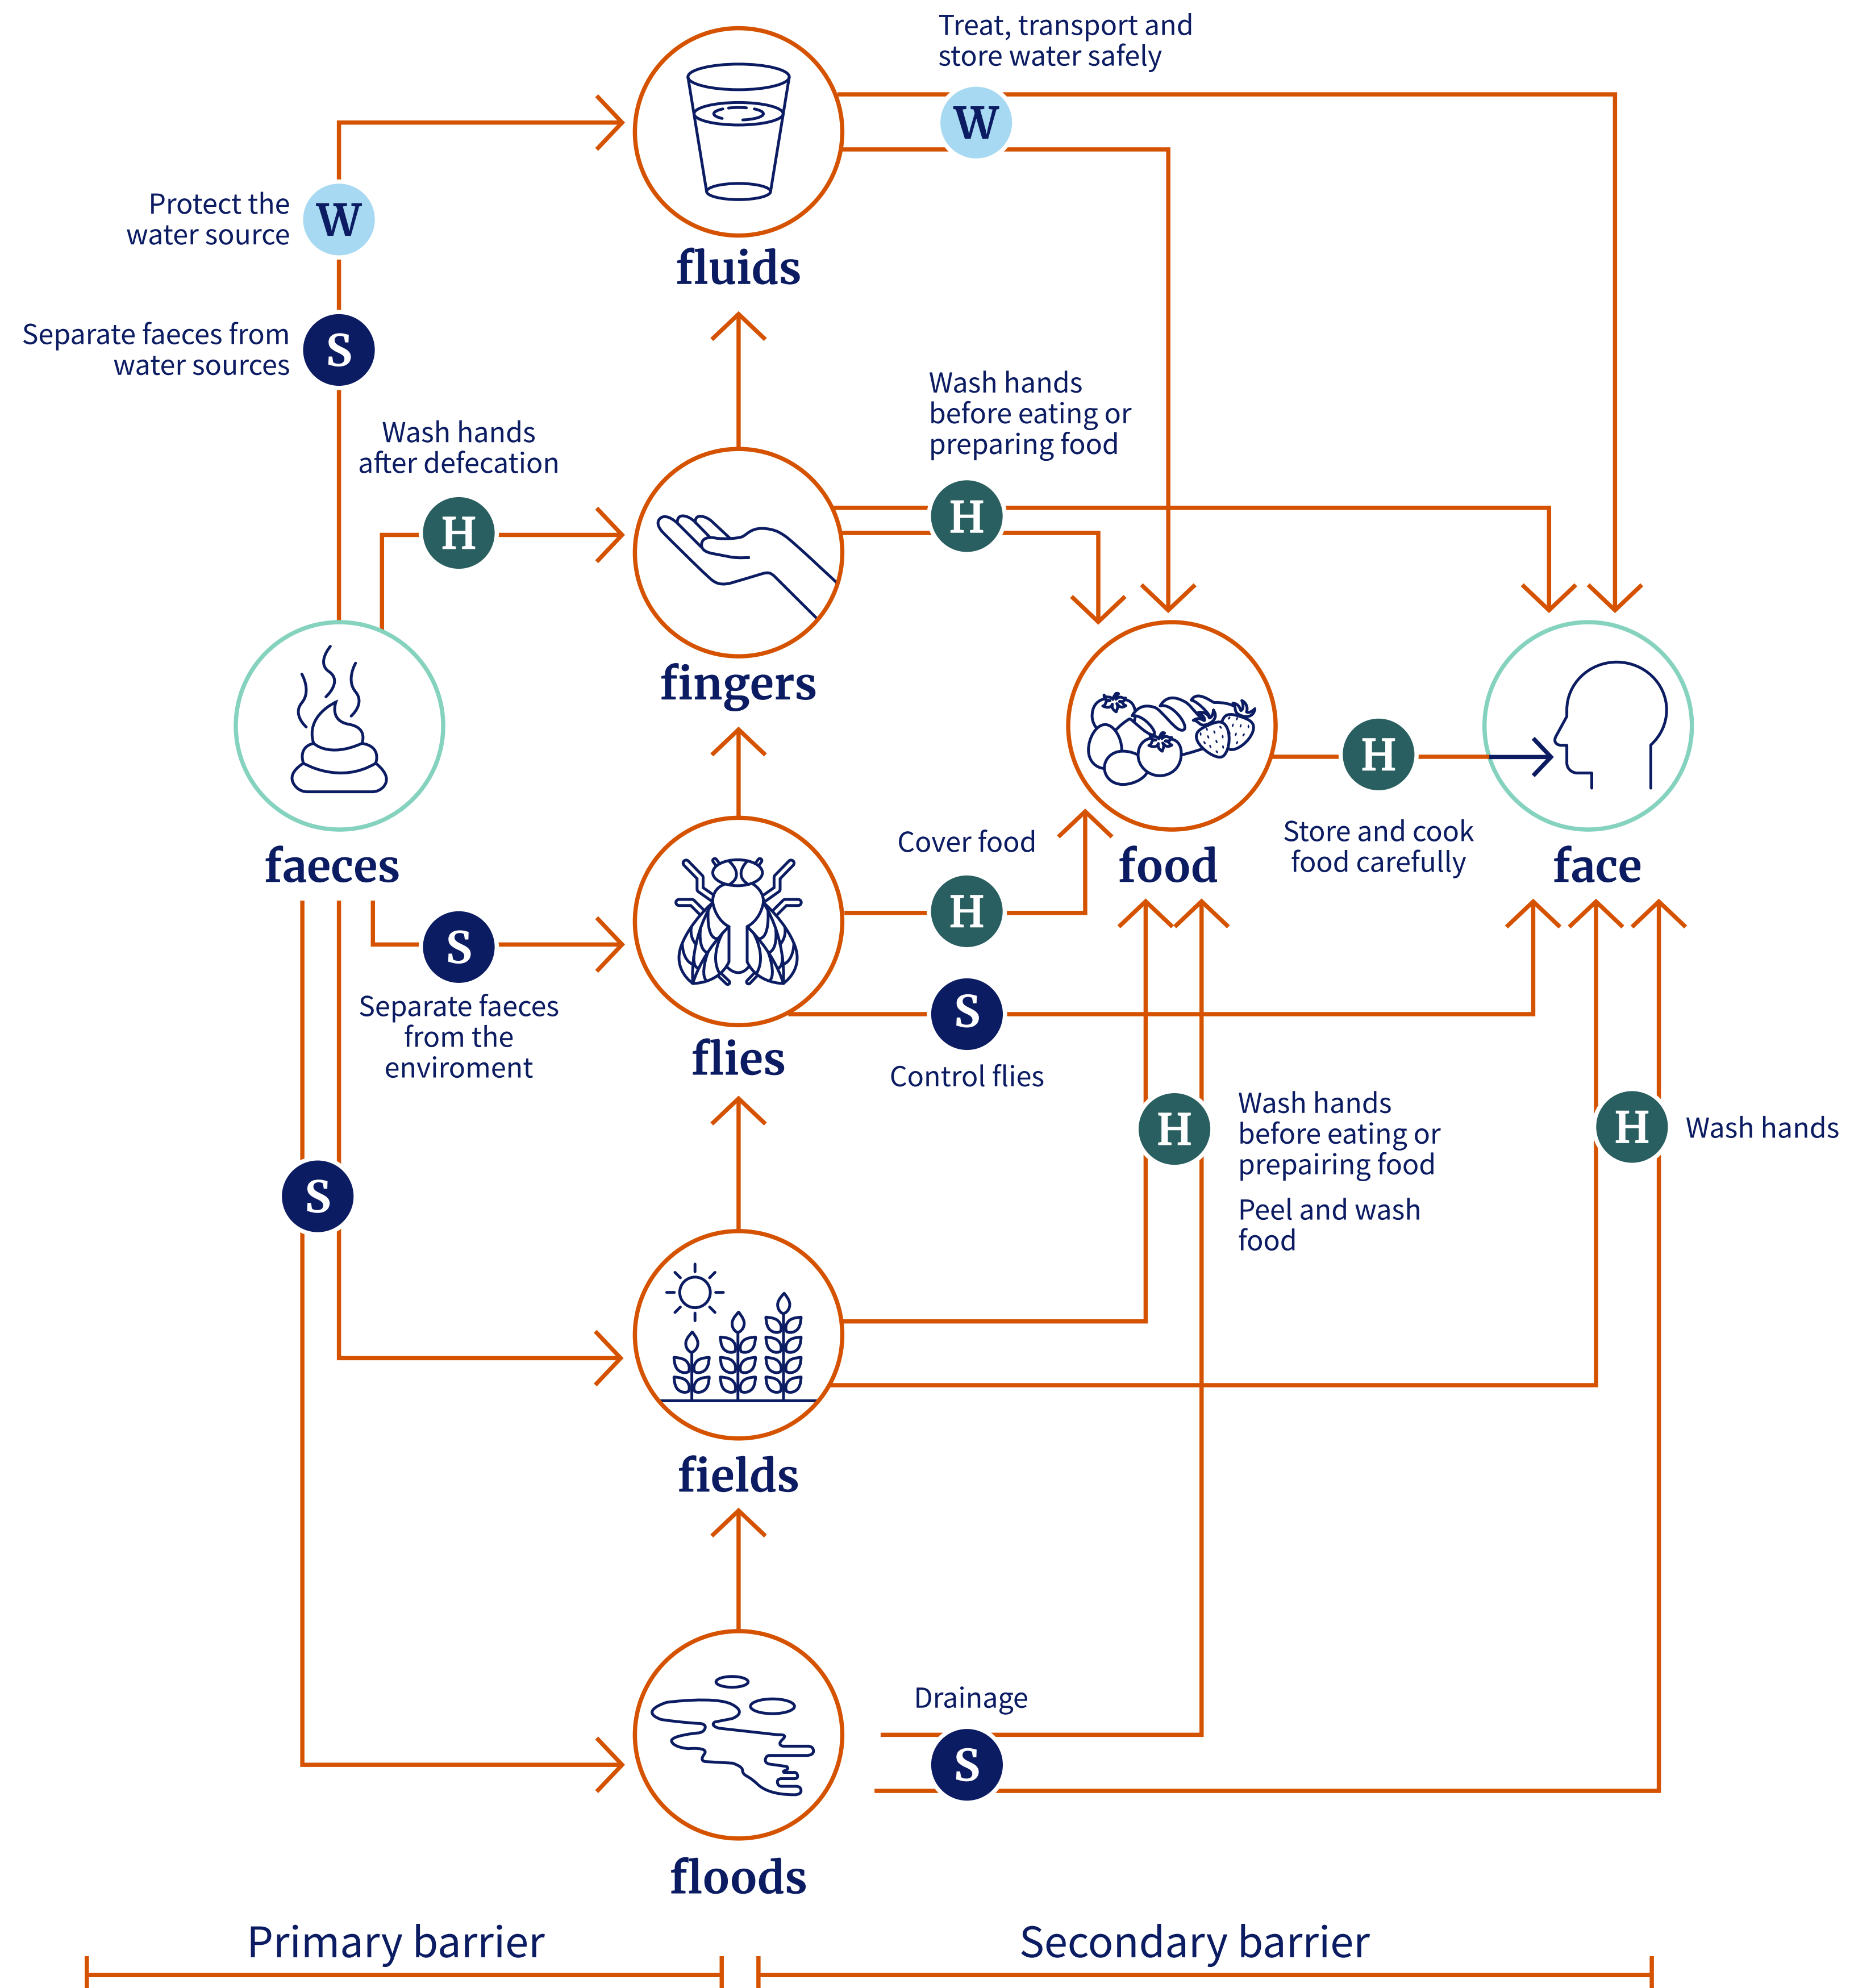 Treat, transport and
store water safely
W
Protect the
water source
W
fluids
Separate faeces from
water sources
S
Wash hands
before eating or
preparing food
Wash hands
after defecation
H
H
fingers
H
Store and cook
food carefully
Cover food
faeces
food
face
H
S
Separate faeces
from the
enviroment
S
Control flies
flies
H
Wash hands
before eating or
prepairing food
Peel and wash
food
H
Wash hands
S
fields
Drainage
S
floods
Primary barrier
Secondary barrier